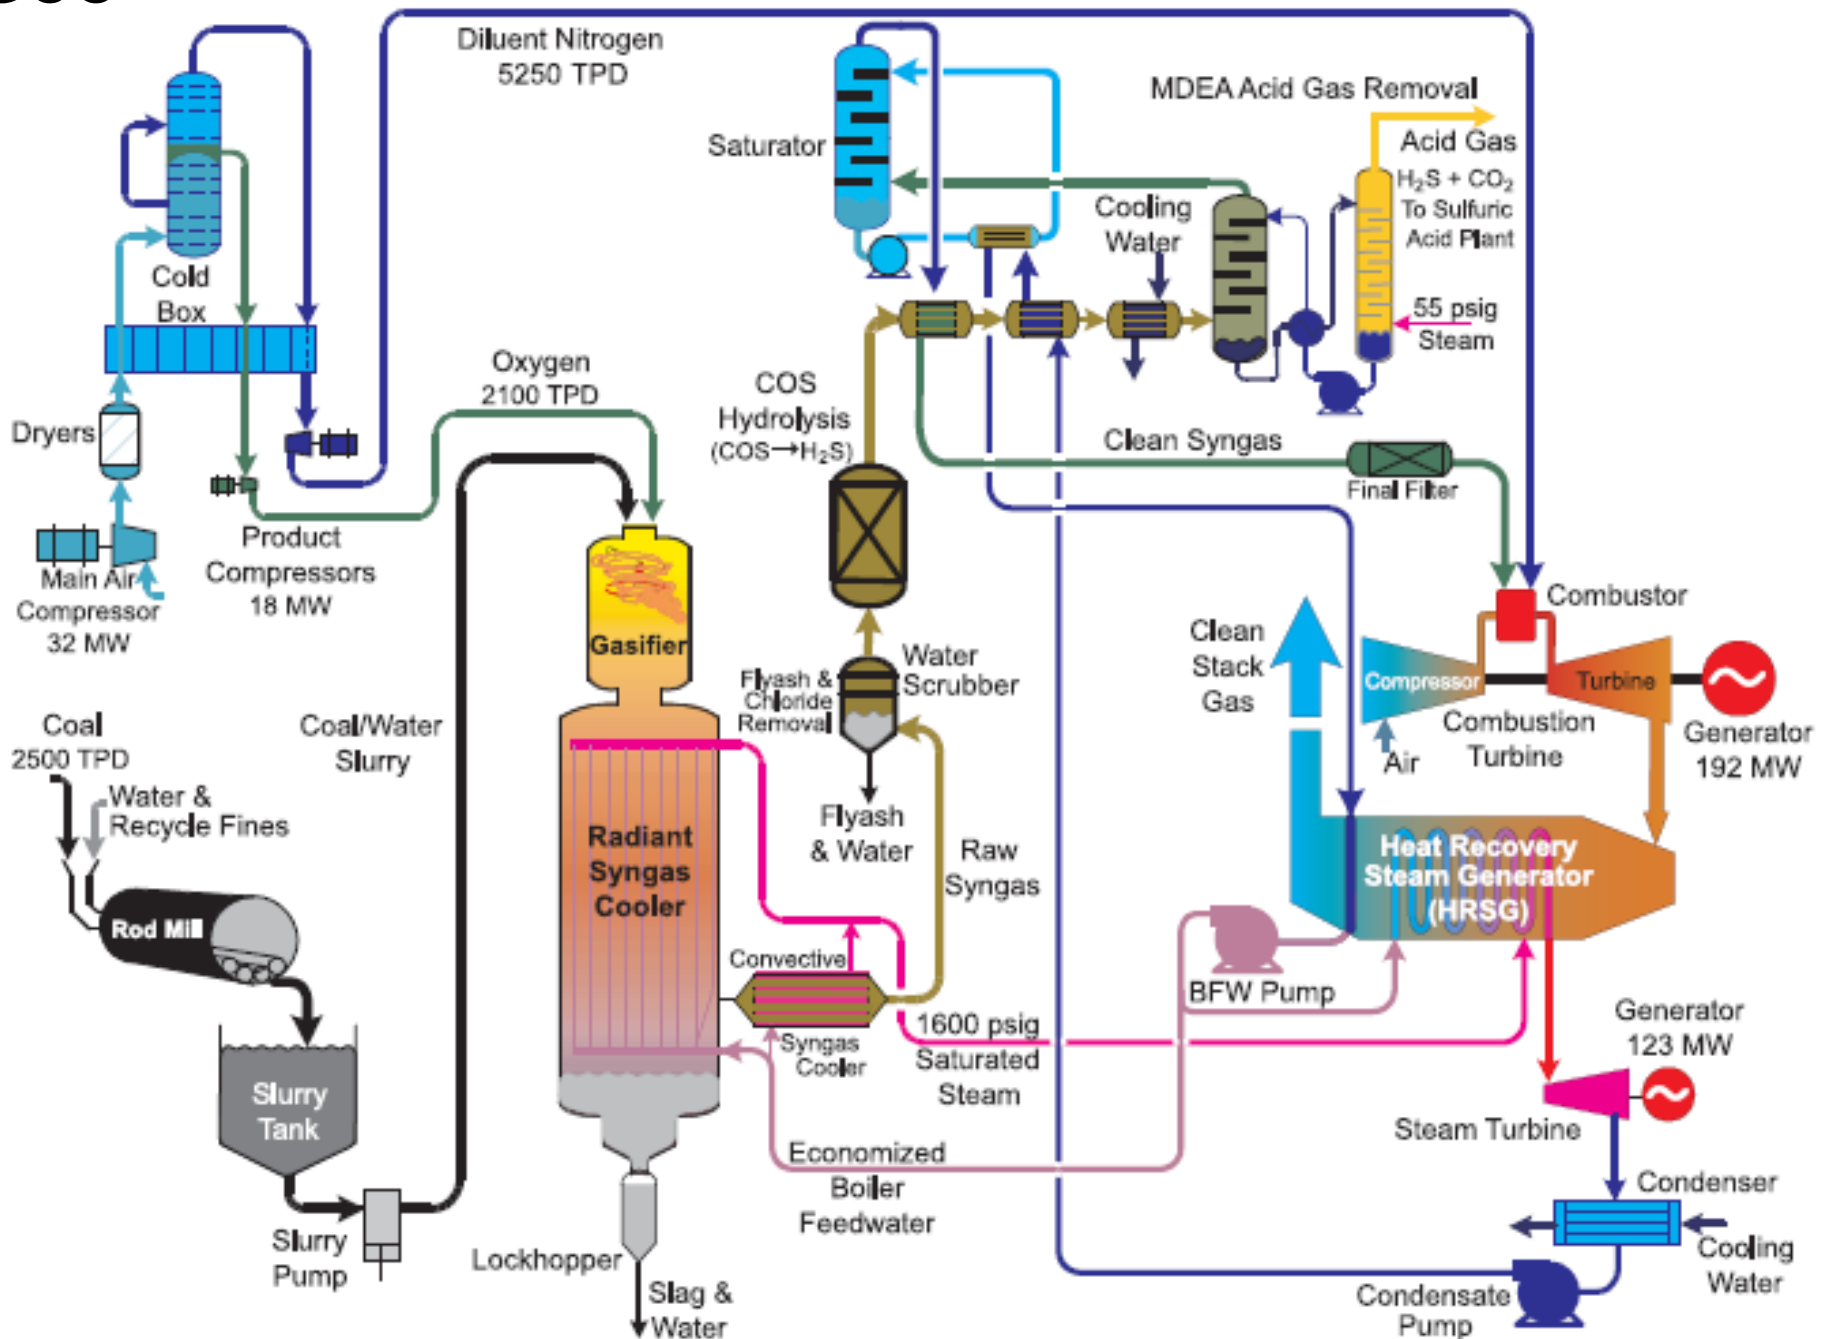 Diluent Nitrogen
5250 TPD
MDEA Acid Gas Removal
Saturator
Acid Gas
H₂S + CO₂
To Sulfuric
Acid Plant
Cooling
Water
Cold
Box
55 psig
Steam
Oxygen
2100 TPD
COS
Hydrolysis
(COS→H₂S)
Dryers
Clean Syngas
Final Filter
Product
Compressors
18 MW
Main Air
Compressor
32 MW
Gasifier
Combustor
Clean
Stack
Gas
Water
Scrubber
Flyash &
Chloride
Removal
Compressor
Turbine
Combustion
Turbine
Generator
192 MW
Air
Coal
2500 TPD
Coal/Water
Slurry
Water &
Recycle Fines
Flyash
& Water
Raw
Syngas
Radiant
Syngas
Cooler
Heat Recovery
Steam Generator
(HRSG)
Rod Mill
Convective
Syngas
Cooler
BFW Pump
1600 psig
Saturated
Steam
Generator
123 MW
Slurry
Tank
Steam Turbine
Economized
Boiler
Feedwater
Condenser
Cooling
Water
Slurry
Pump
Lockhopper
Slag &
Water
Condensate
Pump